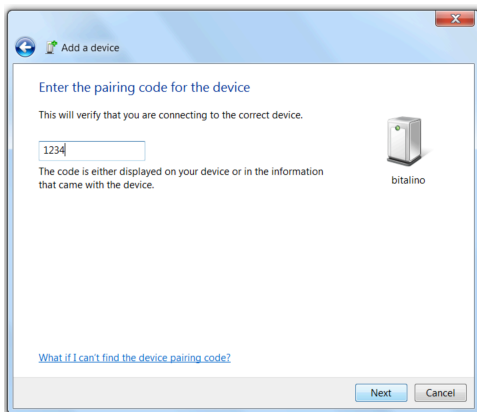 Add a device
Enter the pairing code for the device
This will verify that you are connecting to the correct device.
1234
The code is either displayed on your device or in the information
that came with the device.
bitalino
What if I can't find the device pairing code?
Next
Cancel